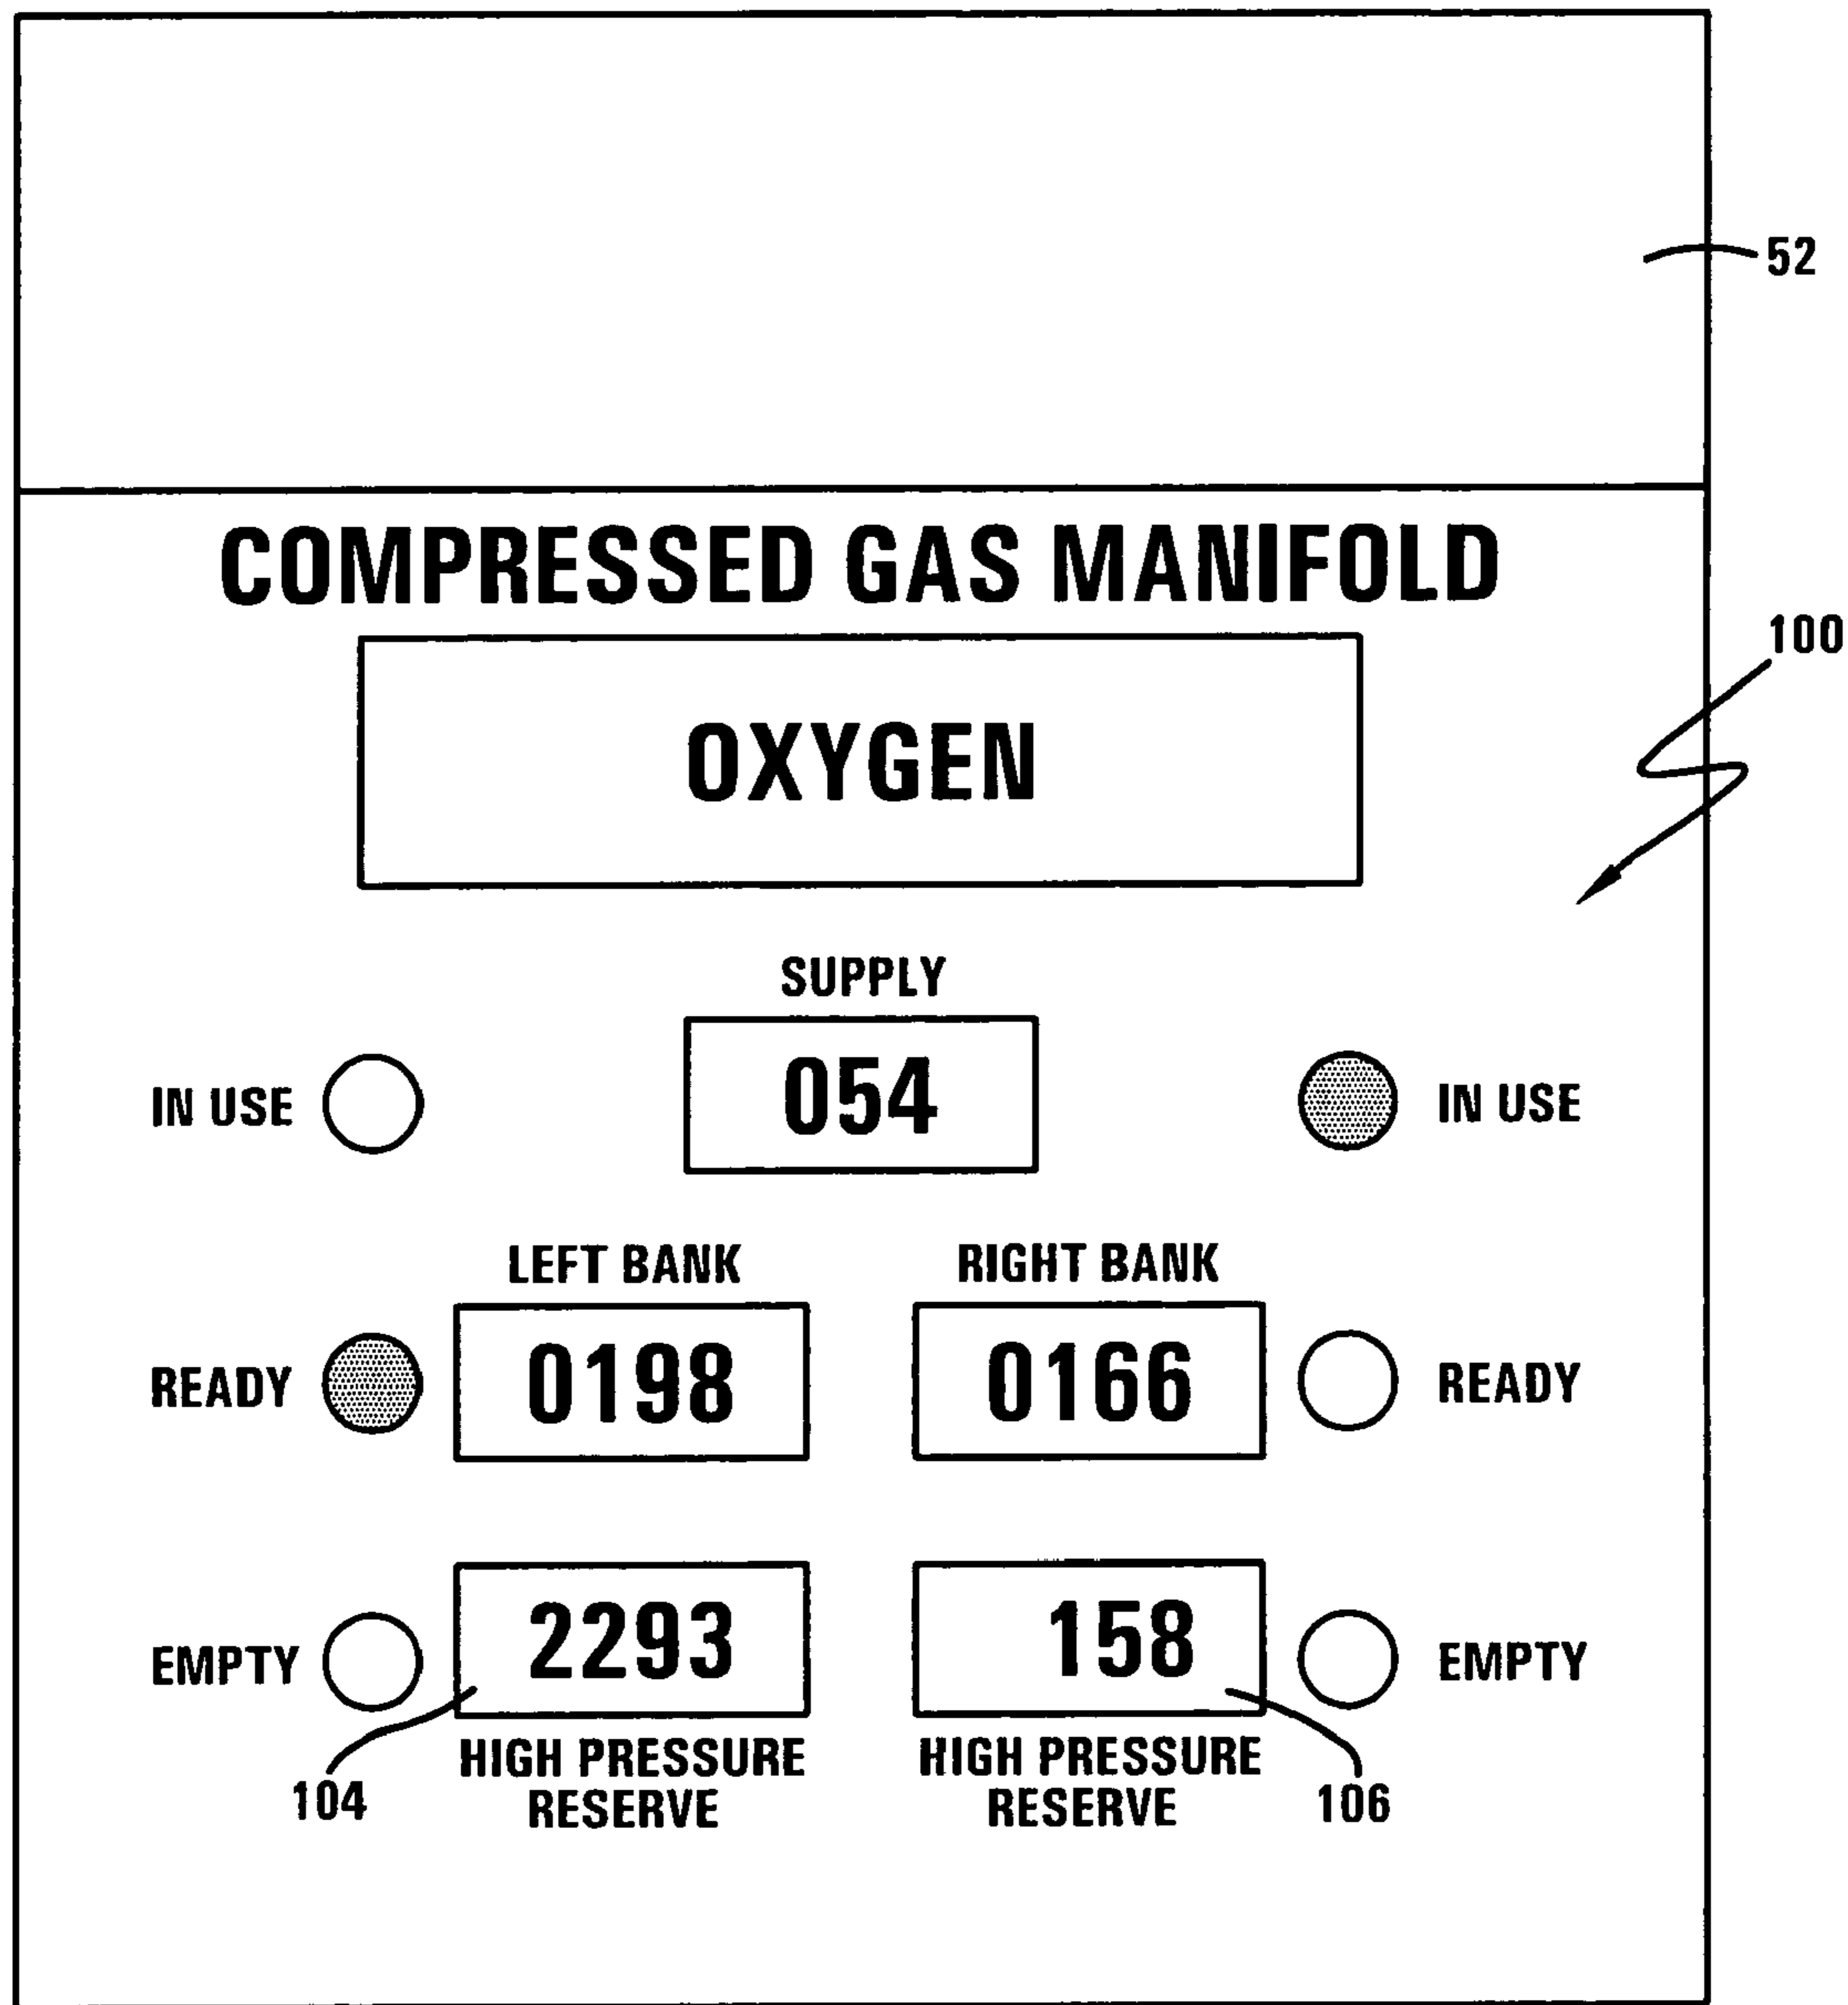 52
COMPRESSED GAS MANIFOLD
100
OXYGEN
SUPPLY
IN USE 054 IN USE
LEFT BANK RIGHT BANK
READY 0198 0166 READY
EMPTY 2293 158 EMPTY
HIGH PRESSURE RESERVE HIGH PRESSURE RESERVE
104 106